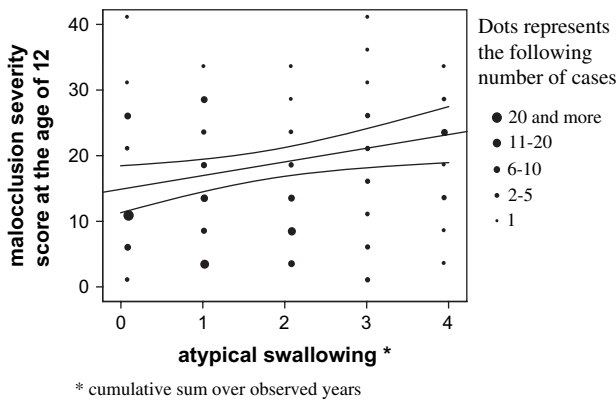 malocclusion severity
score at the age of 12
40
30
20
10
0
0 1 2 3 4
atypical swallowing *
* cumulative sum over observed years
Dots represents
the following
number of cases
20 and more
11-20
6-10
2-5
1